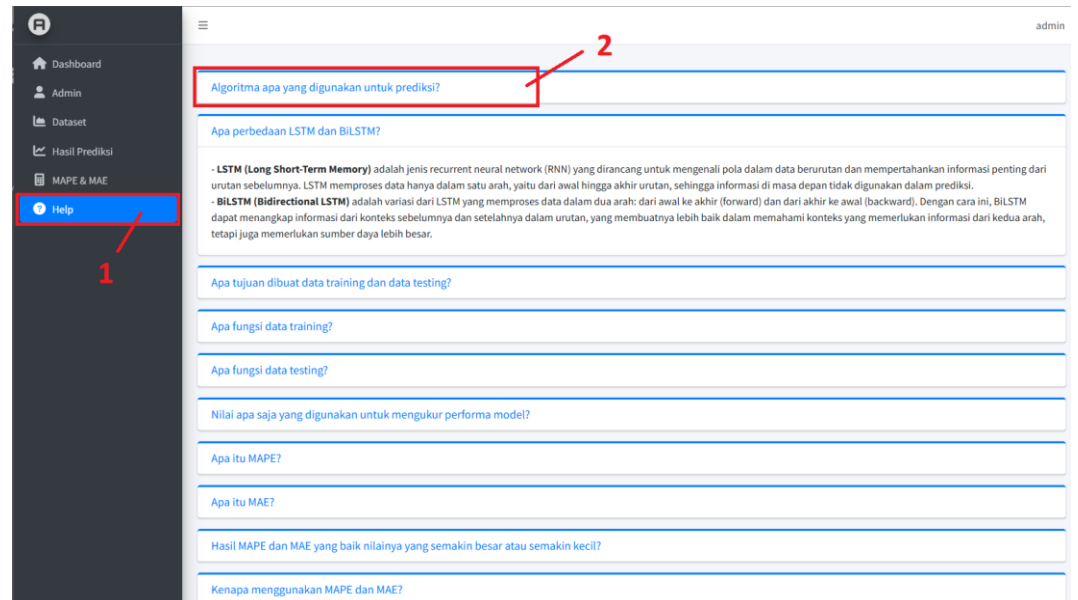 admin
Dashboard
Admin
Dataset
Hasil Prediksi
MAPE & MAE
Help
1
2
Algoritma apa yang digunakan untuk prediksi?
Apa perbedaan LSTM dan BiLSTM?
- LSTM (Long Short-Term Memory) adalah jenis recurrent neural network (RNN) yang dirancang untuk mengenali pola dalam data berurutan dan mempertahankan informasi penting dari
urutan sebelumnya. LSTM memproses data hanya dalam satu arah, yaitu dari awal hingga akhir urutan, sehingga informasi di masa depan tidak digunakan dalam prediksi.
- BiLSTM (Bidirectional LSTM) adalah variasi dari LSTM yang memproses data dalam dua arah: dari awal ke akhir (forward) dan dari akhir ke awal (backward). Dengan cara ini, BiLSTM
dapat menangkap informasi dari konteks sebelumnya dan setelahnya dalam urutan, yang membuatnya lebih baik dalam memahami konteks yang memerlukan informasi dari kedua arah,
tetapi juga memerlukan sumber daya lebih besar.
Apa tujuan dibuat data training dan data testing?
Apa fungsi data training?
Apa fungsi data testing?
Nilai apa saja yang digunakan untuk mengukur performa model?
Apa itu MAPE?
Apa itu MAE?
Hasil MAPE dan MAE yang baik nilainya yang semakin besar atau semakin kecil?
Kenapa menggunakan MAPE dan MAE?